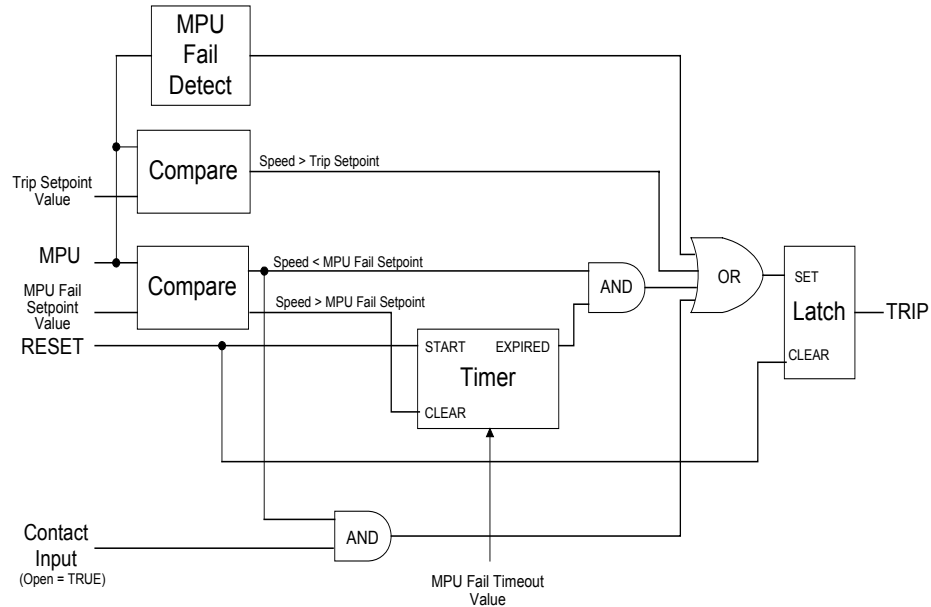 MPU
Fail
Detect
Compare
Speed > Trip Setpoint
Trip Setpoint
Value
MPU
Compare
Speed < MPU Fail Setpoint
MPU Fail
Setpoint
Value
Speed > MPU Fail Setpoint
AND
OR
SET
Latch
TRIP
CLEAR
RESET
START
EXPIRED
Timer
CLEAR
Contact
Input
(Open = TRUE)
AND
MPU Fail Timeout
Value